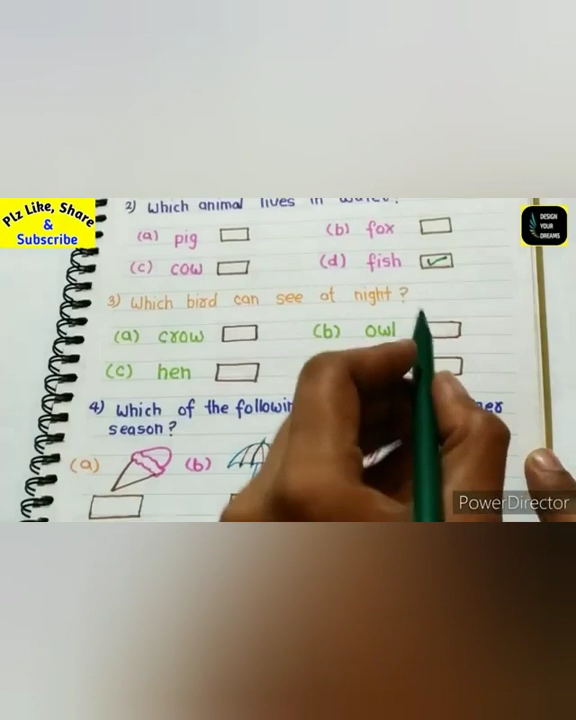 Plz Like, Share
&
Subscribe
DESIGN
YOUR
DREAMS
2) Which animal lives in
(a) pig (b) fox
(c) cow (d) fish
3) Which bird can see at night?
(a) crow (b) owl
(c) hen
4) Which of the
season?
(a) (b)
PowerDirector